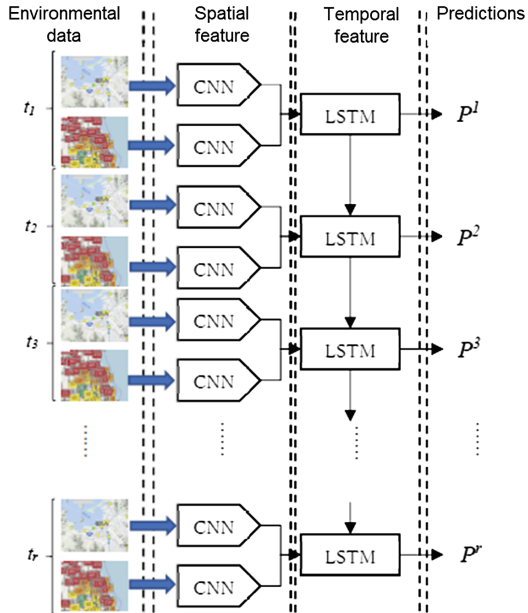 Environmental data
Spatial feature
Temporal feature
Predictions
t1
CNN
CNN
LSTM
P1
t2
CNN
CNN
LSTM
P2
t3
CNN
CNN
LSTM
P3
tr
CNN
CNN
LSTM
Pr